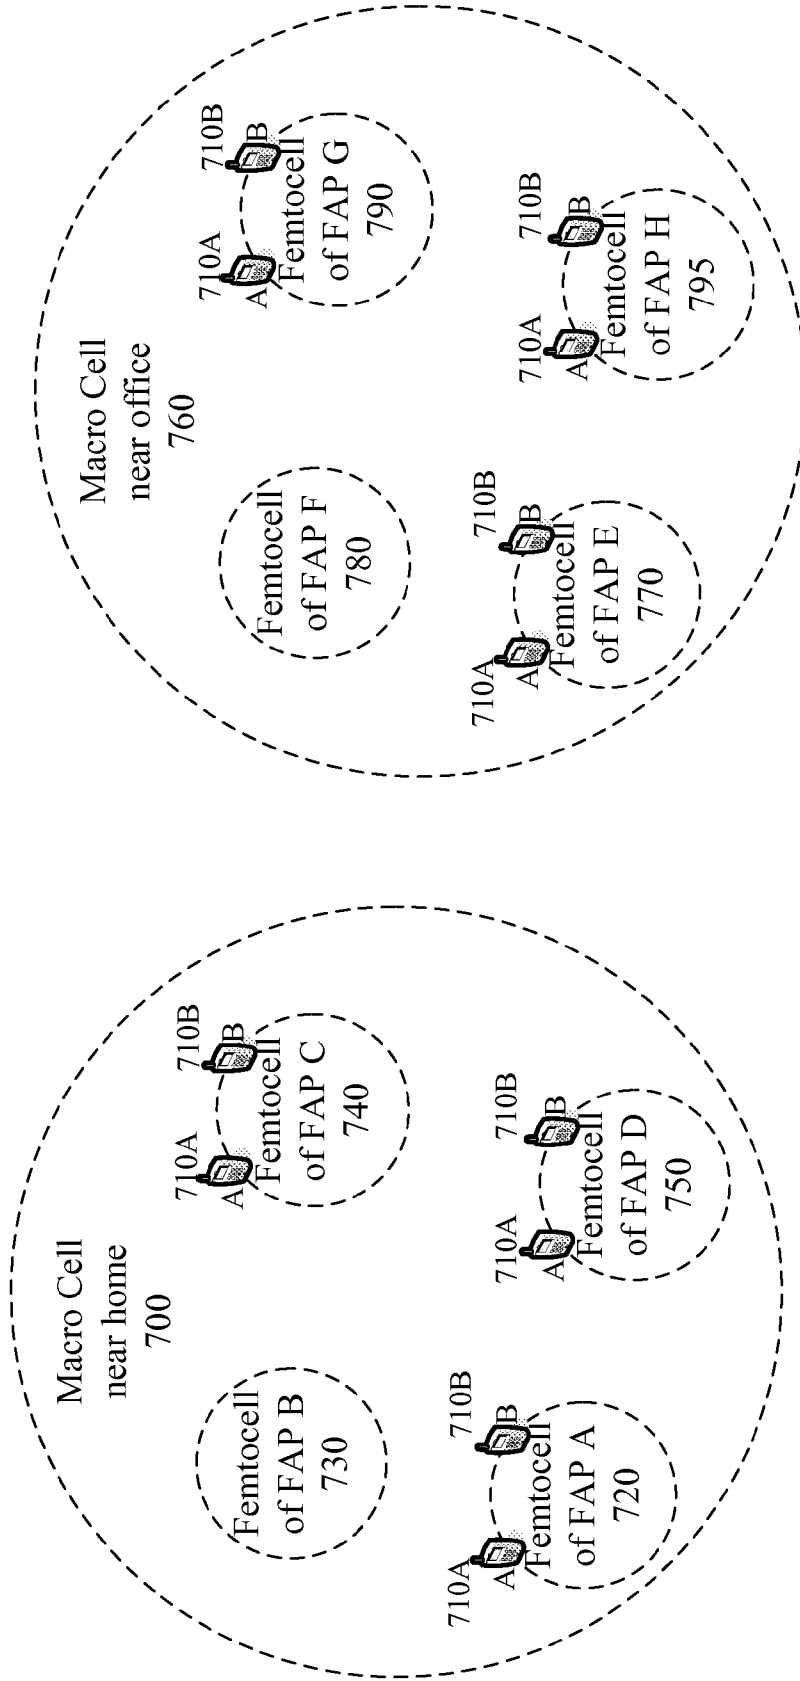 Macro Cell
near home
700
Femtocell
of FAP B
730
710A
710B
A
B
Femtocell
of FAP C
740
710A
710B
A
B
Femtocell
of FAP A
720
710A
710B
A
B
Femtocell
of FAP D
750
Macro Cell
near office
760
Femtocell
of FAP F
780
710A
710B
A
B
Femtocell
of FAP G
790
710A
710B
A
B
Femtocell
of FAP E
770
710A
710B
A
B
Femtocell
of FAP H
795